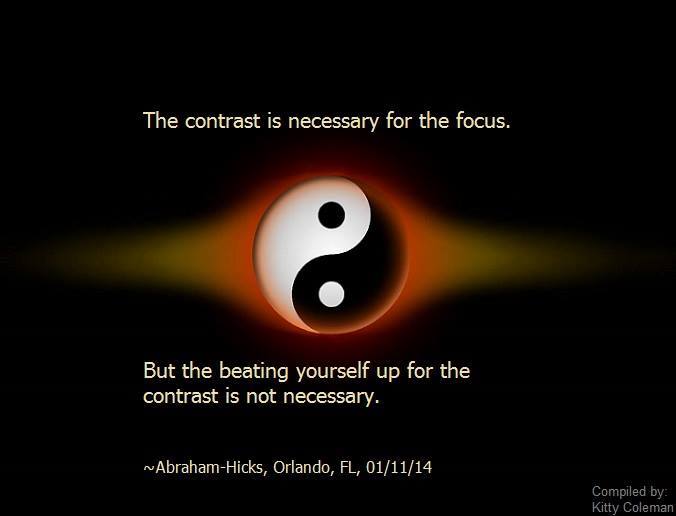 The contrast is necessary for the focus.
But the beating yourself up for the
contrast is not necessary.
~Abraham-Hicks, Orlando, FL, 01/11/14
Compiled by:
Kitty Coleman